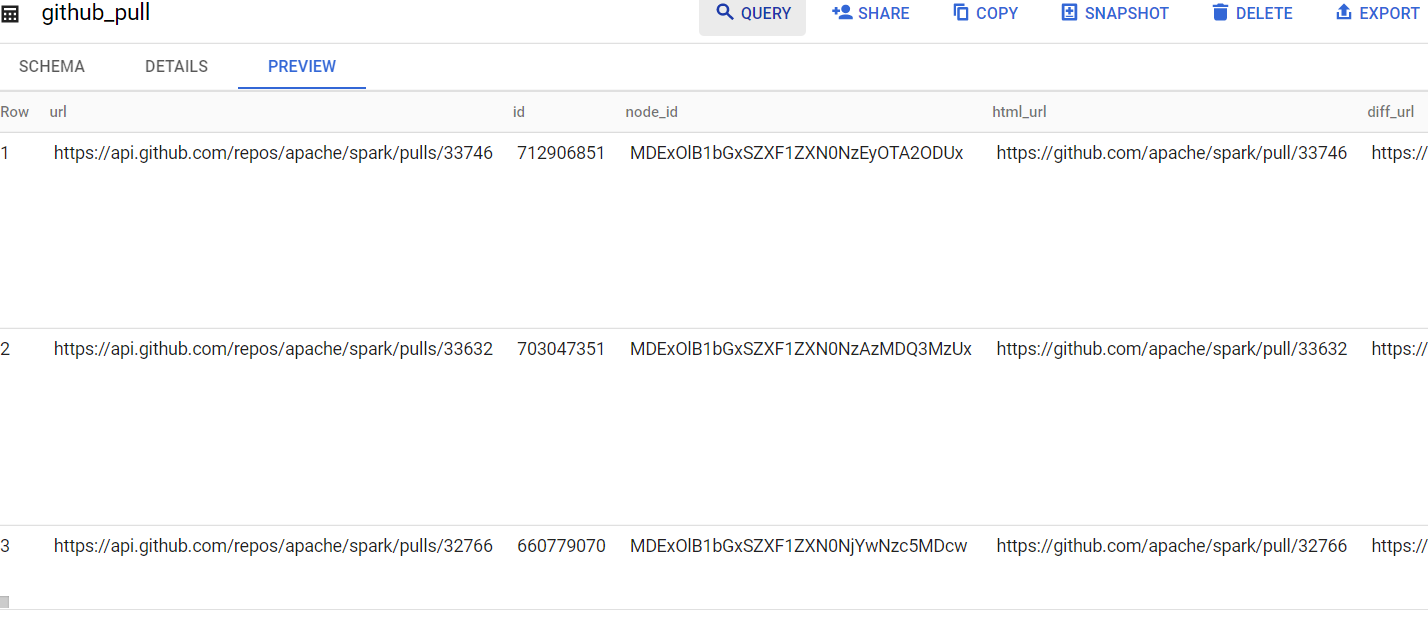 github_pull QUERY SHARE COPY SNAPSHOT DELETE EXPORT
SCHEMA DETAILS PREVIEW
Row url id node_id html_url diff_url
1 https://api.github.com/repos/apache/spark/pulls/33746 712906851 MDExOlB1bGxSZXF1ZXN0NzEyOTA2ODUx https://github.com/apache/spark/pull/33746 https://
2 https://api.github.com/repos/apache/spark/pulls/33632 703047351 MDExOlB1bGxSZXF1ZXN0NzAzMDQ3MzUx https://github.com/apache/spark/pull/33632 https://
3 https://api.github.com/repos/apache/spark/pulls/32766 660779070 MDExOlB1bGxSZXF1ZXN0NjYwNzc5MDcw https://github.com/apache/spark/pull/32766 https://